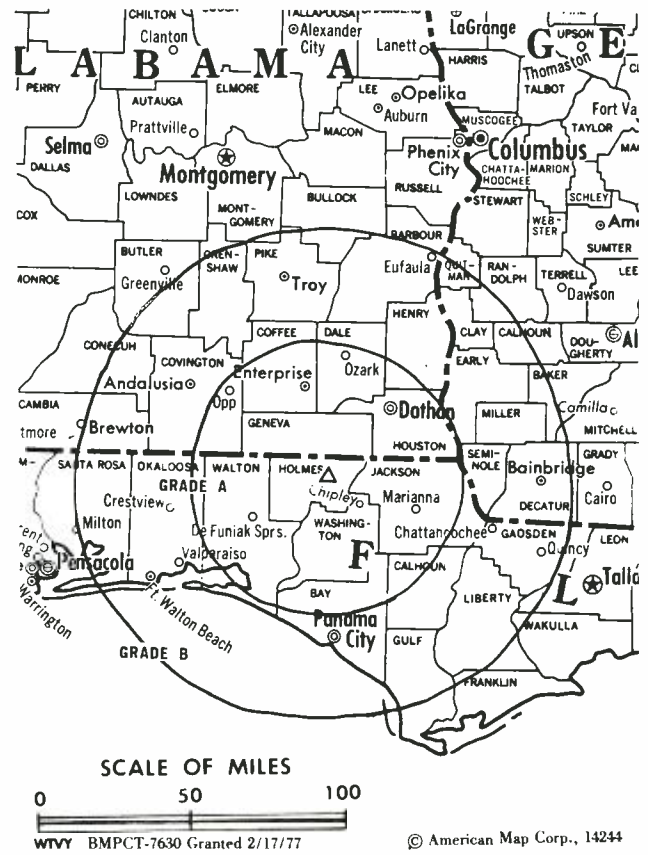 CHILTON
Clanton
TALLAPOOSA
Alexander
City
Lanett
LaGrange
UPSON
Thomaston
L A B A M A
G E
HARRIS
TALBOT
PERRY
AUTAUGA
ELMORE
LEE
Opelika
Auburn
Prattville
MACON
MUSCOGEE
Fort Va
TAYLOR
Selma
Phenix
City
Columbus
DALLAS
Montgomery
CHATTA-
HOOCHEE
MARION
RUSSELL
LOWNDES
BULLOCK
STEWART
SCHLEY
MONT-
GOMERY
WEB-
STER
Ame
COX
BARBOUR
SUMTER
BUTLER
CREN-
SHAW
PIKE
Eufaula
QUIT-
MAN
RAN-
DOLPH
TERRELL
LEE
MONROE
Greenville
Troy
Dawson
HENRY
COFFEE
DALE
CLAY
CALHOUN
DOU-
GHERTY
Al
CONECUH
COVINGTON
Enterprise
Ozark
EARLY
BAKER
Andalusia
Opp
CAMBIA
Dothan
MILLER
Camilla
tmore
Brewton
GENEVA
MITCHELL
HOUSTON
SEMI-
NOLE
GRADY
M-
SANTA ROSA
OKALOOSA
WALTON
HOLMES
JACKSON
Bainbridge
GRADE A
Chipley
Cairo
Crestview
Marianna
DECATUR
Milton
De Funiak Sprs.
WASHING-
TON
Chattahoochee
GADSDEN
LEON
rent
ng
Pensacola
Valparaiso
F
Quincy
CALHOUN
L
Talla
Warrington
Ft. Walton Beach
BAY
LIBERTY
Panama
City
WAKULLA
GULF
GRADE B
FRANKLIN
SCALE OF MILES
0 50 100
WTVY BMPCT-7630 Granted 2/17/77
© American Map Corp., 14244